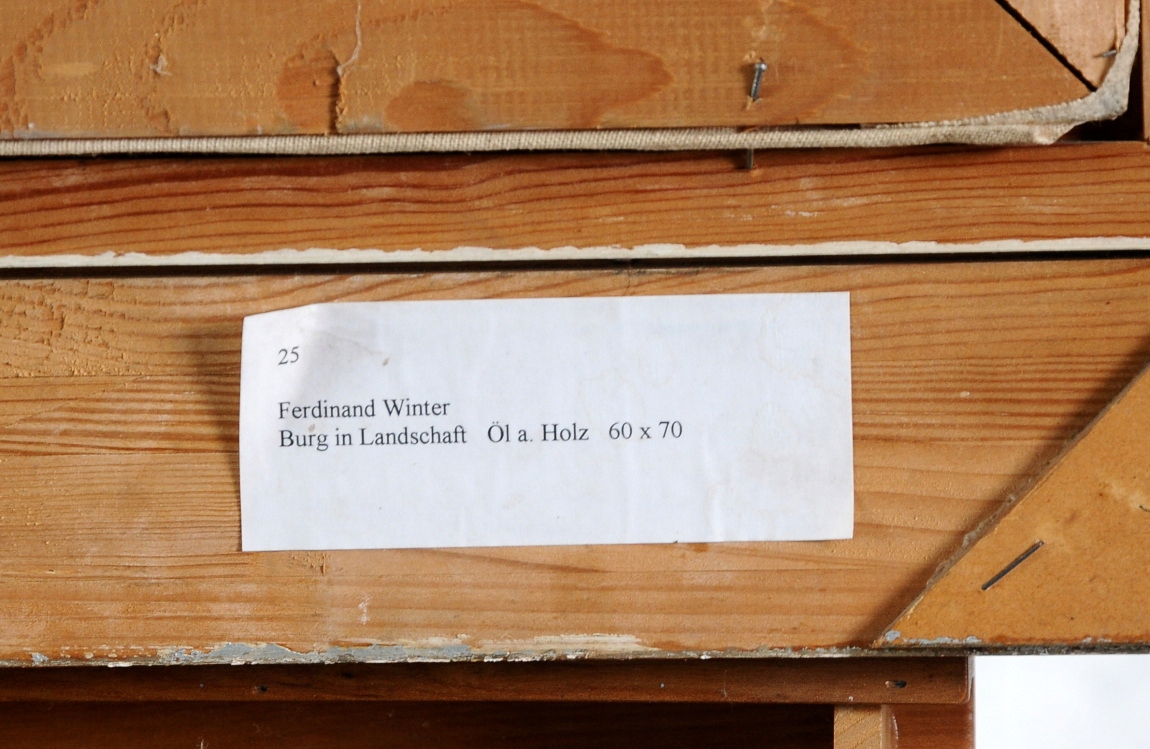 25
Ferdinand Winter
Burg in Landschaft Öl a. Holz 60 x 70